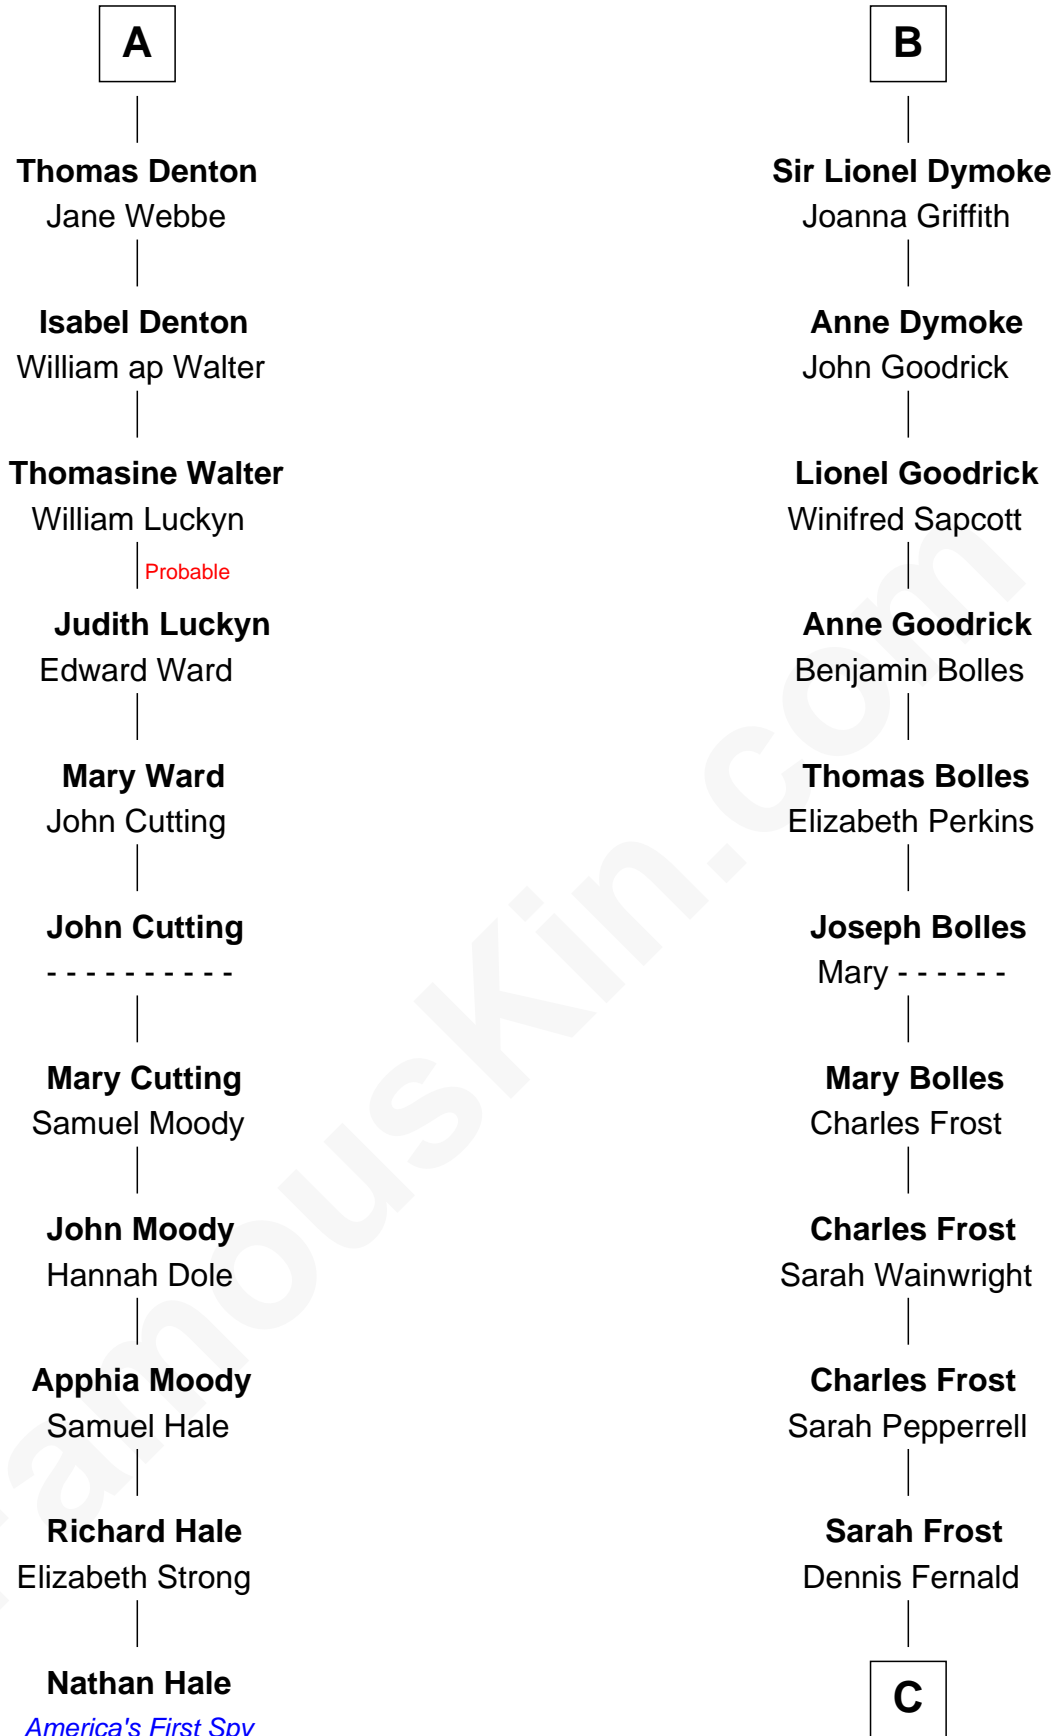 A
Thomas Denton
Jane Webbe
Isabel Denton
William ap Walter
Thomasine Walter
William Luckyn
Probable
Judith Luckyn
Edward Ward
Mary Ward
John Cutting
John Cutting
- - - - - - - - - -
Mary Cutting
Samuel Moody
John Moody
Hannah Dole
Apphia Moody
Samuel Hale
Richard Hale
Elizabeth Strong
Nathan Hale
America's First Spy
B
Sir Lionel Dymoke
Joanna Griffith
Anne Dymoke
John Goodrick
Lionel Goodrick
Winifred Sapcott
Anne Goodrick
Benjamin Bolles
Thomas Bolles
Elizabeth Perkins
Joseph Bolles
Mary - - - - - -
Mary Bolles
Charles Frost
Charles Frost
Sarah Wainwright
Charles Frost
Sarah Pepperrell
Sarah Frost
Dennis Fernald
C
FamousKin.com